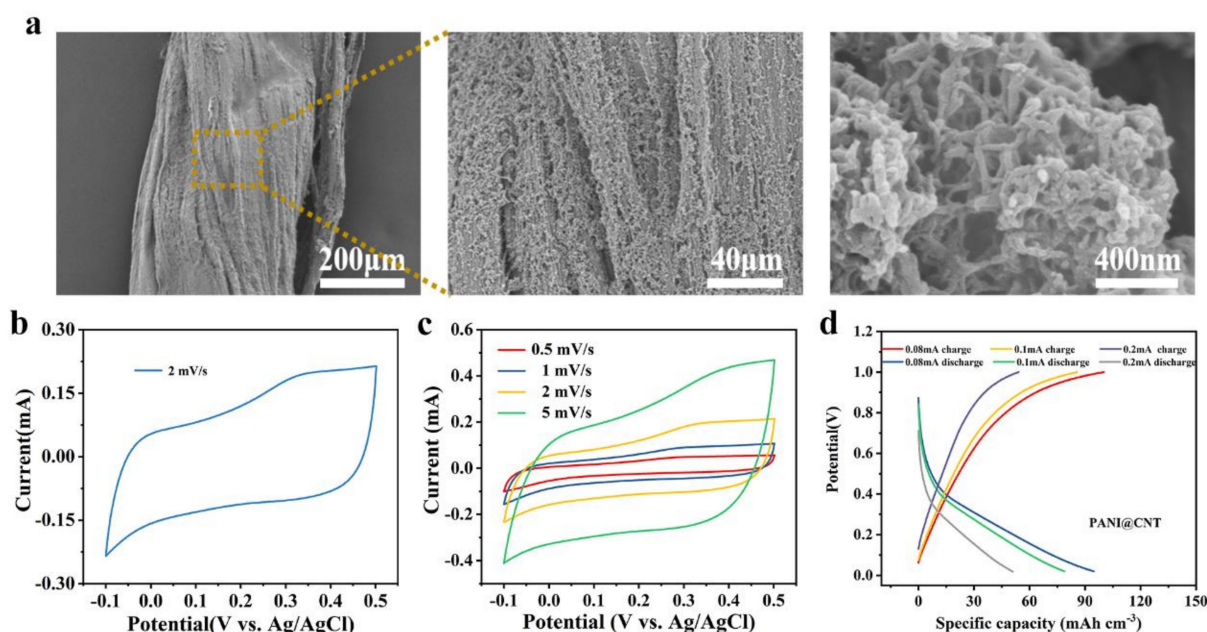 a
200μm
40μm
400nm
b
0.30
0.15
0.00
-0.15
-0.30
Current(mA)
2 mV/s
-0.1 0.0 0.1 0.2 0.3 0.4 0.5
Potential(V vs. Ag/AgCl)
c
0.6
0.4
0.2
0.0
-0.2
-0.4
Current (mA)
0.5 mV/s
1 mV/s
2 mV/s
5 mV/s
-0.1 0.0 0.1 0.2 0.3 0.4 0.5
Potential(V vs. Ag/AgCl)
d
1.2
1.0
0.8
0.6
0.4
0.2
0.0
Potential(V)
0.08mA charge 0.1mA charge 0.2mA charge
0.08mA discharge 0.1mA discharge 0.2mA discharge
PANI@CNT
0 30 60 90 120 150
Specific capacity (mAh cm⁻³)